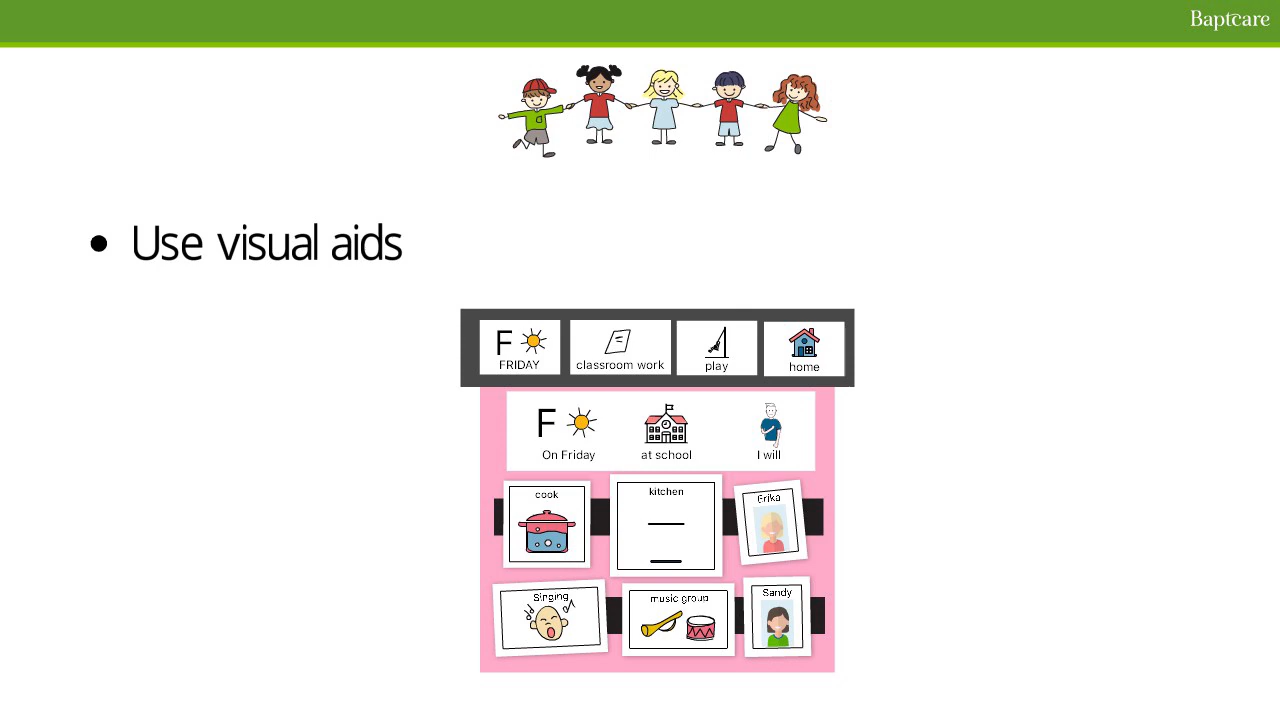 Baptcare
• Use visual aids
F
FRIDAY
classroom work
play
home
F
On Friday
at school
I will
cook
kitchen
Erika
Singing
music group
Sandy